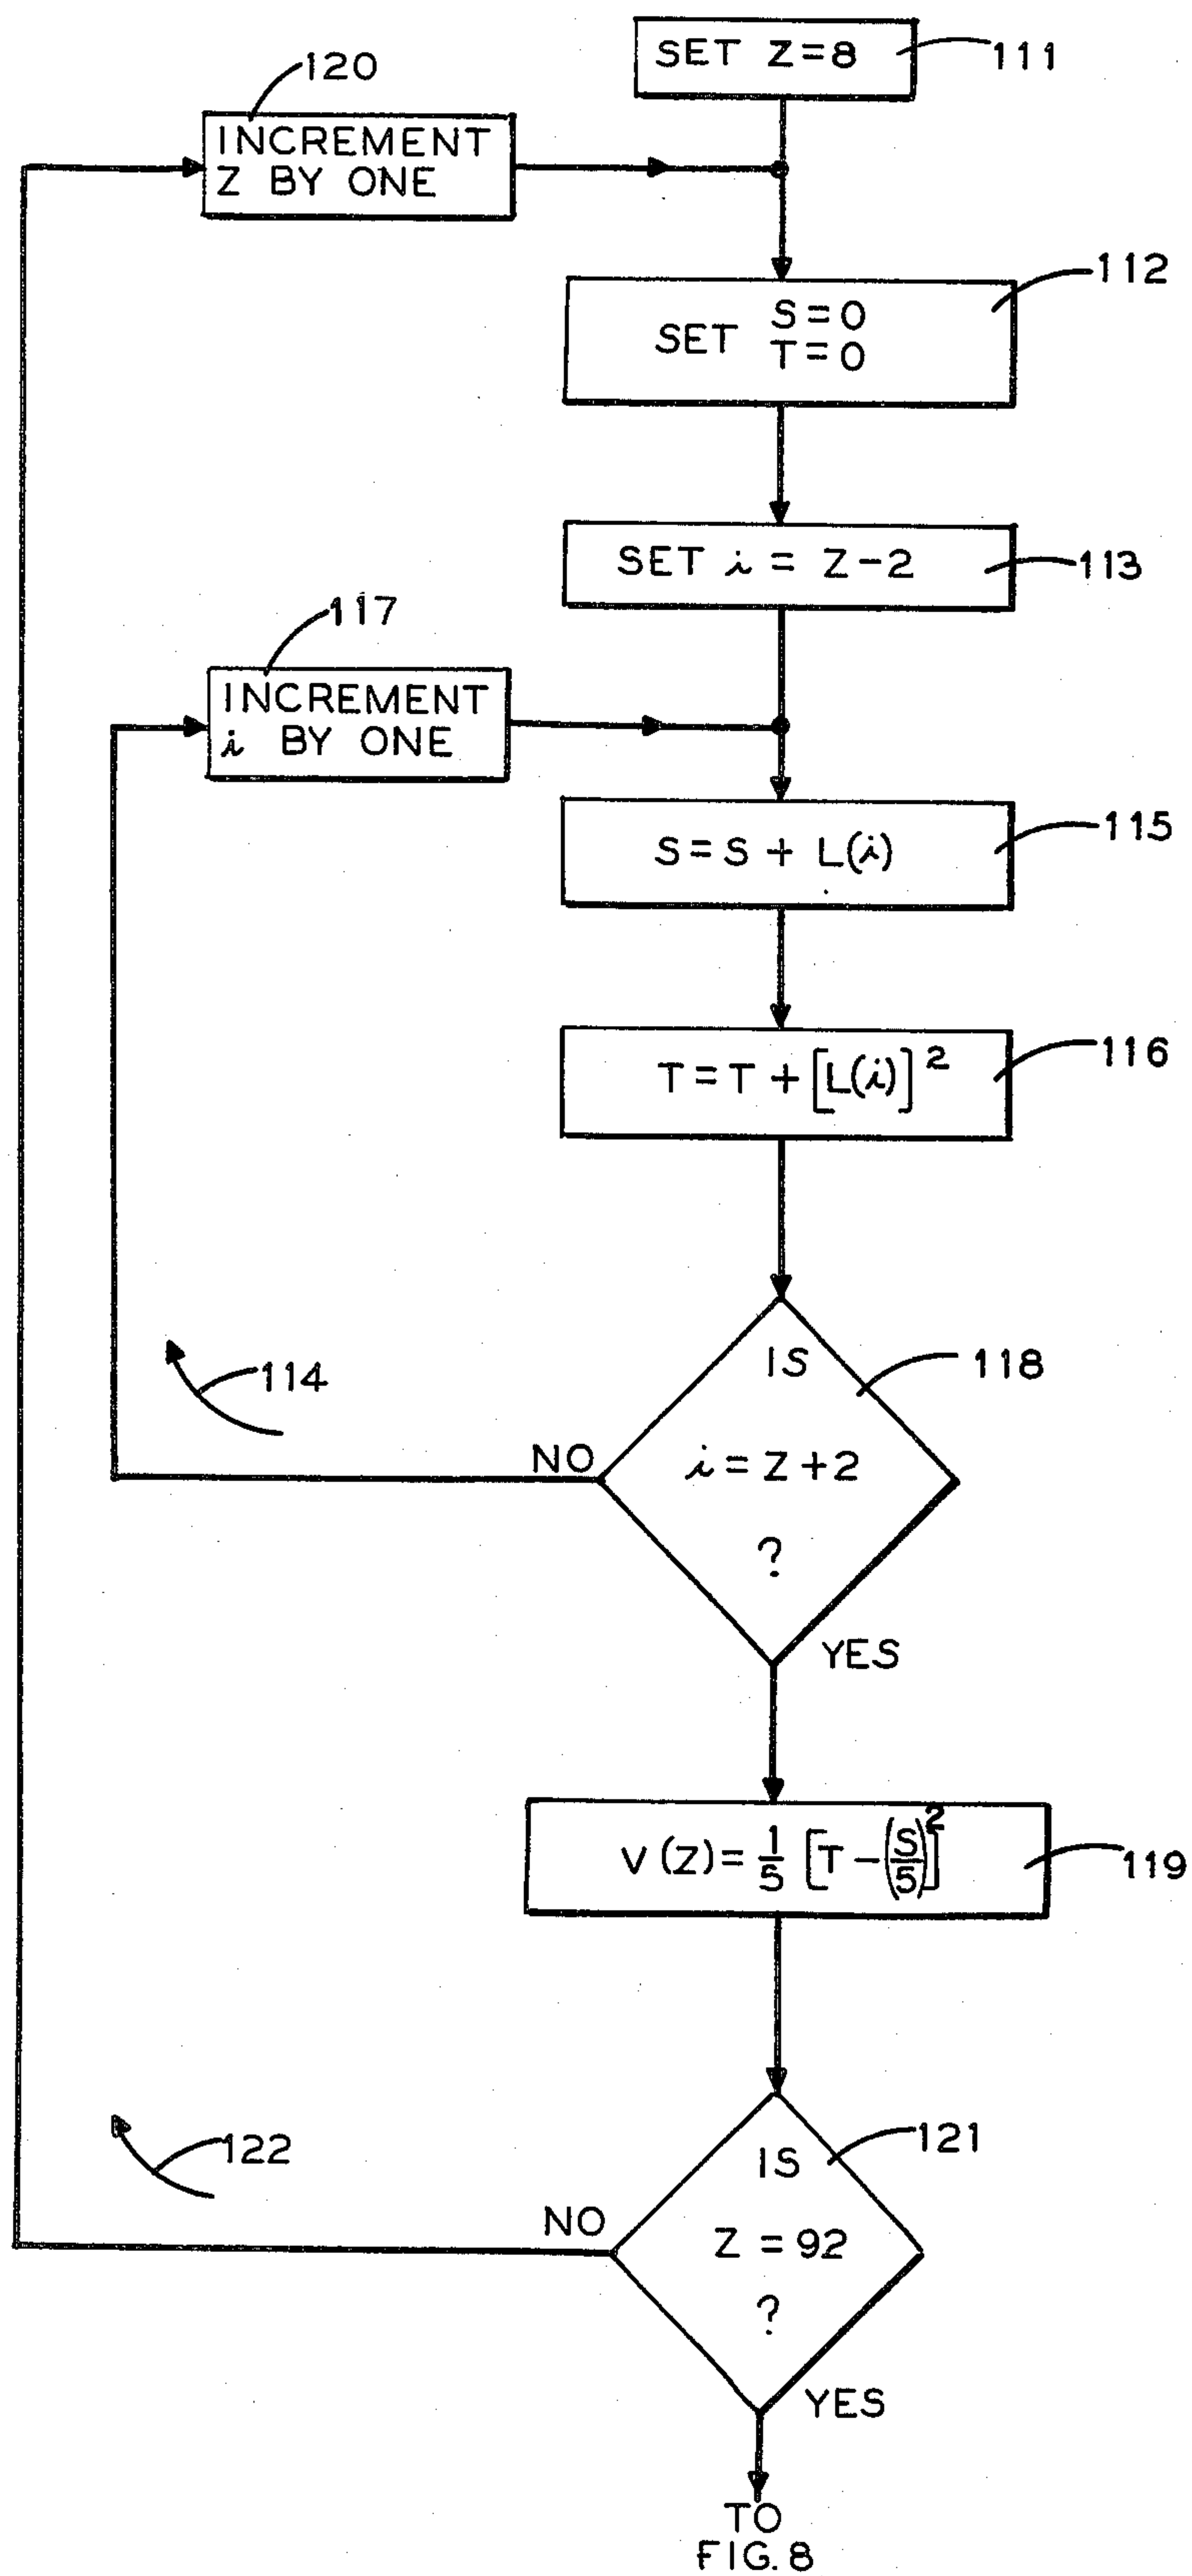 SET Z=8
111
120
INCREMENT
Z BY ONE
112
SET S=0
T=0
SET i = Z-2
113
117
INCREMENT
i BY ONE
S=S + L(i)
115
T=T+[L(i)]²
116
IS
118
114
NO
i=Z+2
?
YES
V(Z)=1/5 [T-(S/5)²]
119
IS
121
122
NO
Z=92
?
YES
TO
FIG. 8